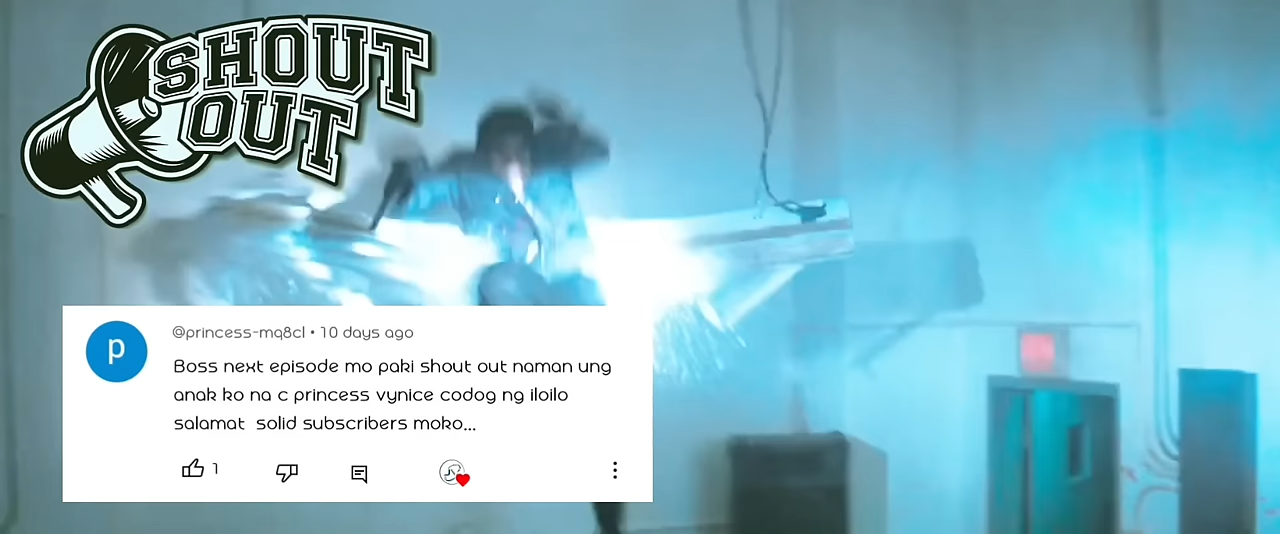 SHOUT
OUT
p
@princess-mq8cl • 10 days ago
Boss next episode mo paki shout out naman ung
anak ko na c princess vynice codog ng iloilo
salamat solid subscribers moko...
1